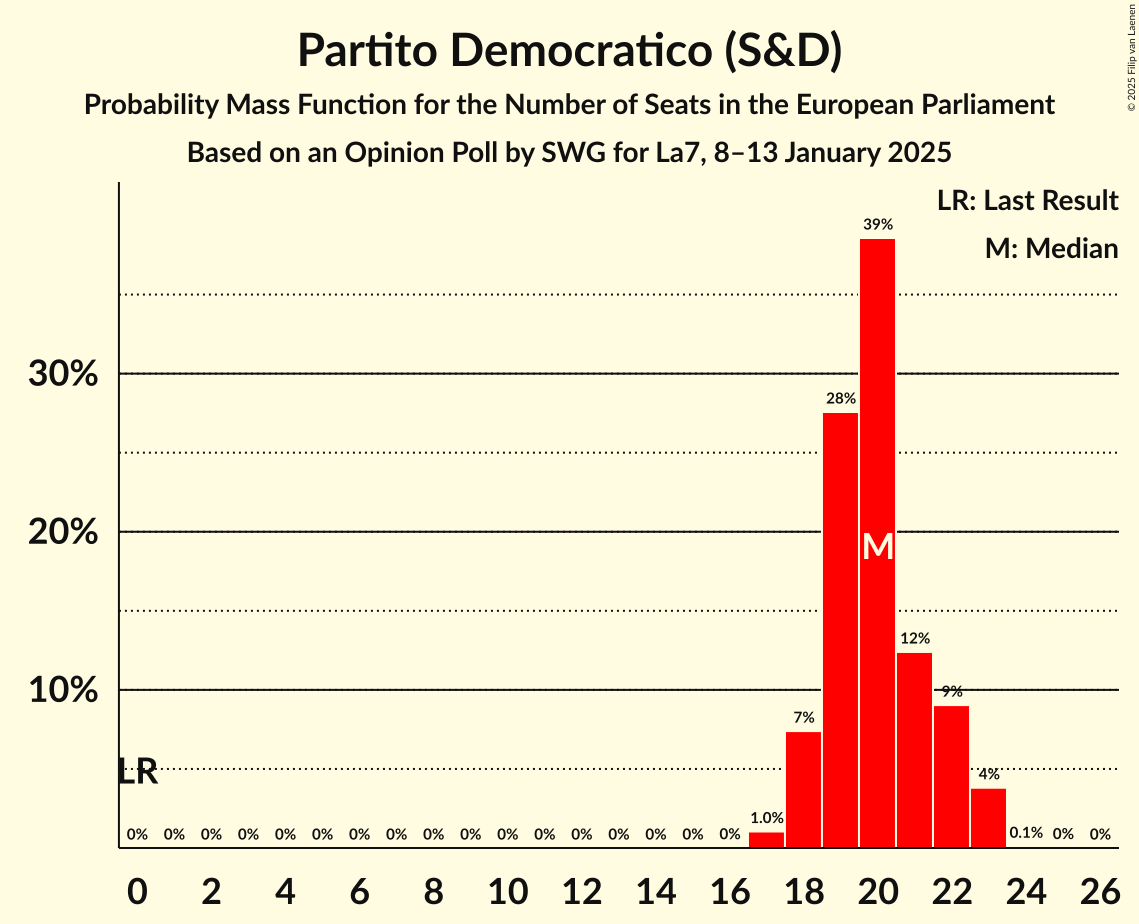 Partito Democratico (S&D)
Probability Mass Function for the Number of Seats in the European Parliament
Based on an Opinion Poll by SWG for La7, 8–13 January 2025
© 2025 Filip van Laenen
LR: Last Result
M: Median
39%
30%
28%
20%
M
12%
10%
9%
7%
LR
4%
1.0%
0% 0% 0% 0% 0% 0% 0% 0% 0% 0% 0% 0% 0% 0% 0% 0% 0% 0.1% 0% 0%
0 2 4 6 8 10 12 14 16 18 20 22 24 26